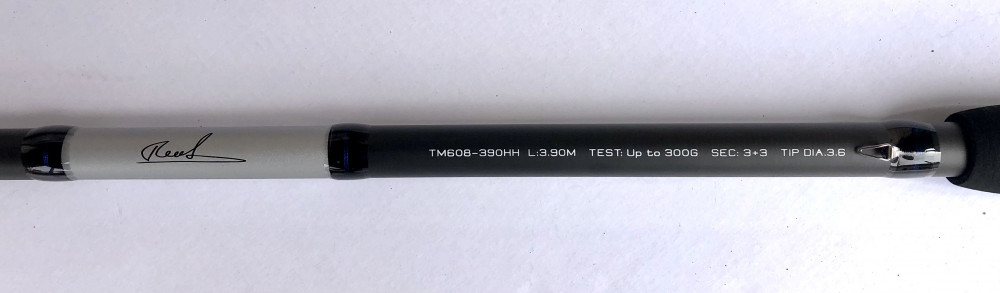 TM608-390HH L:3.90M TEST: Up to 300G SEC: 3+3 TIP DIA.3.6